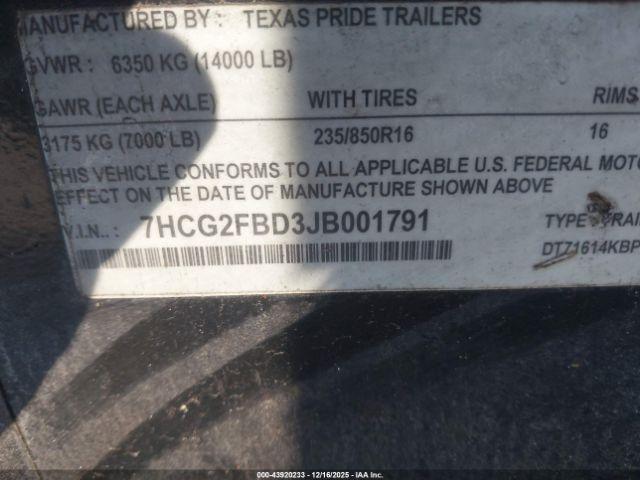 MANUFACTURED BY : TEXAS PRIDE TRAILERS
GVWR : 6350 KG (14000 LB)
GAWR (EACH AXLE) WITH TIRES RIMS
3175 KG (7000 LB) 235/850R16 16
THIS VEHICLE CONFORMS TO ALL APPLICABLE U.S. FEDERAL MOTO
EFFECT ON THE DATE OF MANUFACTURE SHOWN ABOVE
V.I.N.: 7HCG2FBD3JB001791 TYPE : TRAI
DT71614KBP
000-43920233 - 12/16/2025 - IAA Inc.